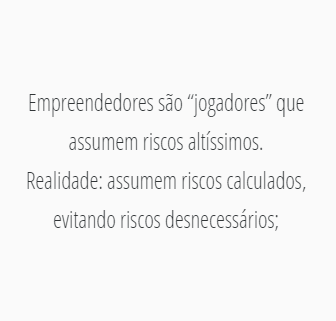 Empreendedores são “jogadores” que
assumem riscos altíssimos.
Realidade: assumem riscos calculados,
evitando riscos desnecessários;